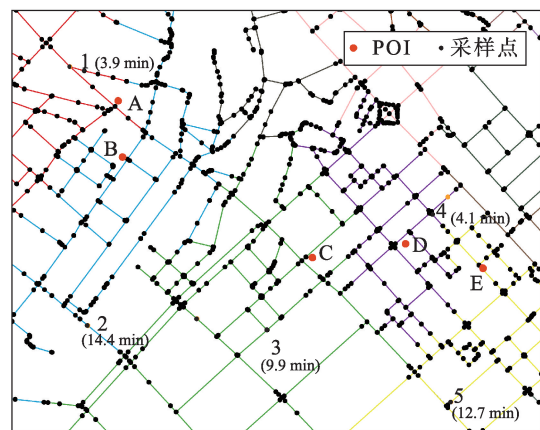 POI 采样点
1 (3.9 min)
A
B
4
(4.1 min)
C
D
E
2
(14.4 min)
3
(9.9 min)
5
(12.7 min)